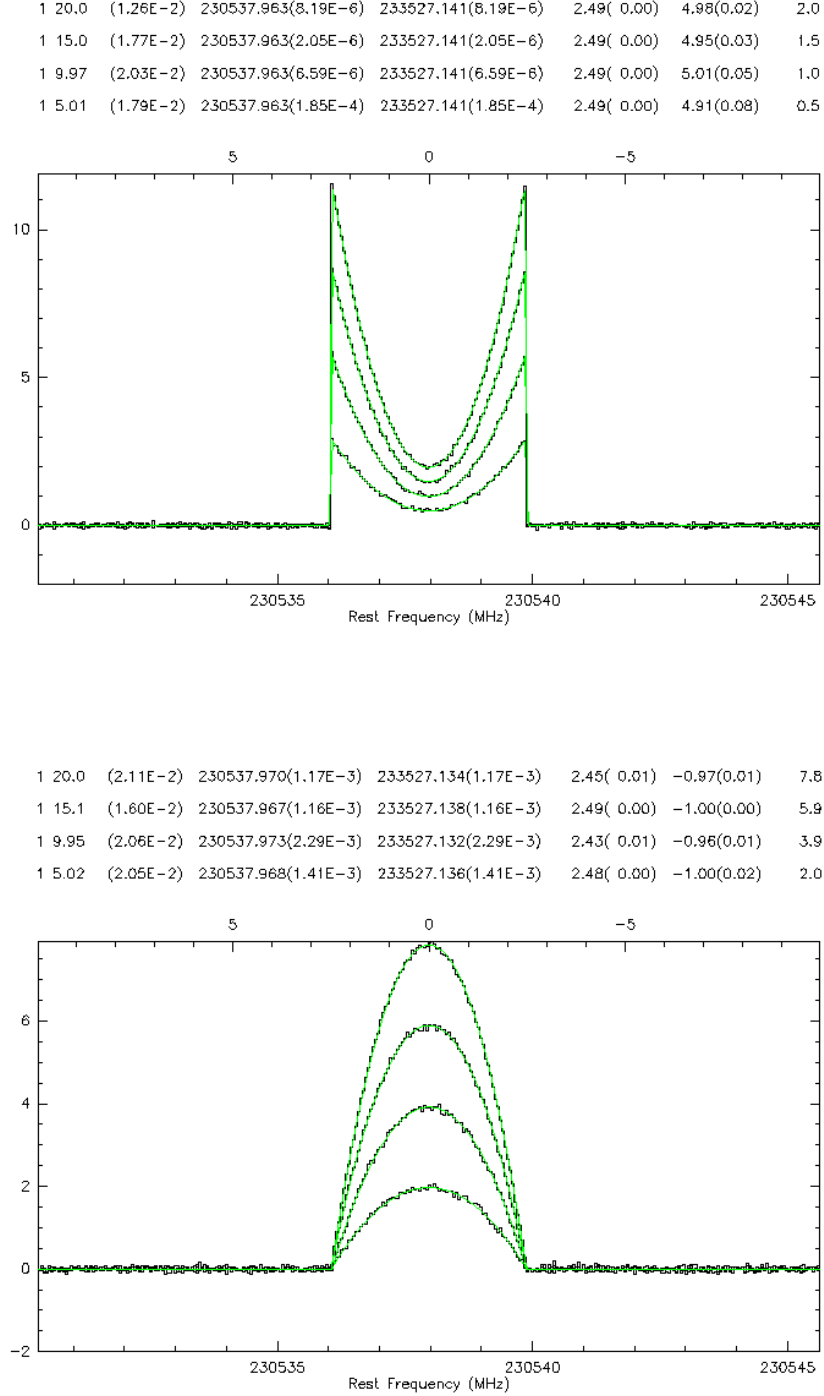 1 20.0 (1.26E-2) 230537.963(8.19E-6) 233527.141(8.19E-6) 2.49( 0.00) 4.98(0.02) 2.0
1 15.0 (1.77E-2) 230537.963(2.05E-6) 233527.141(2.05E-6) 2.49( 0.00) 4.95(0.03) 1.5
1 9.97 (2.03E-2) 230537.963(6.59E-6) 233527.141(6.59E-6) 2.49( 0.00) 5.01(0.05) 1.0
1 5.01 (1.79E-2) 230537.963(1.85E-4) 233527.141(1.85E-4) 2.49( 0.00) 4.91(0.08) 0.5
5 0 -5
10
5
0
230535 230540 230545
Rest Frequency (MHz)
1 20.0 (2.11E-2) 230537.970(1.17E-3) 233527.134(1.17E-3) 2.45( 0.01) -0.97(0.01) 7.8
1 15.1 (1.60E-2) 230537.967(1.16E-3) 233527.138(1.16E-3) 2.49( 0.00) -1.00(0.00) 5.9
1 9.95 (2.06E-2) 230537.973(2.29E-3) 233527.132(2.29E-3) 2.43( 0.01) -0.96(0.01) 3.9
1 5.02 (2.05E-2) 230537.968(1.41E-3) 233527.136(1.41E-3) 2.48( 0.00) -1.00(0.02) 2.0
5 0 -5
6
4
2
0
-2
230535 230540 230545
Rest Frequency (MHz)